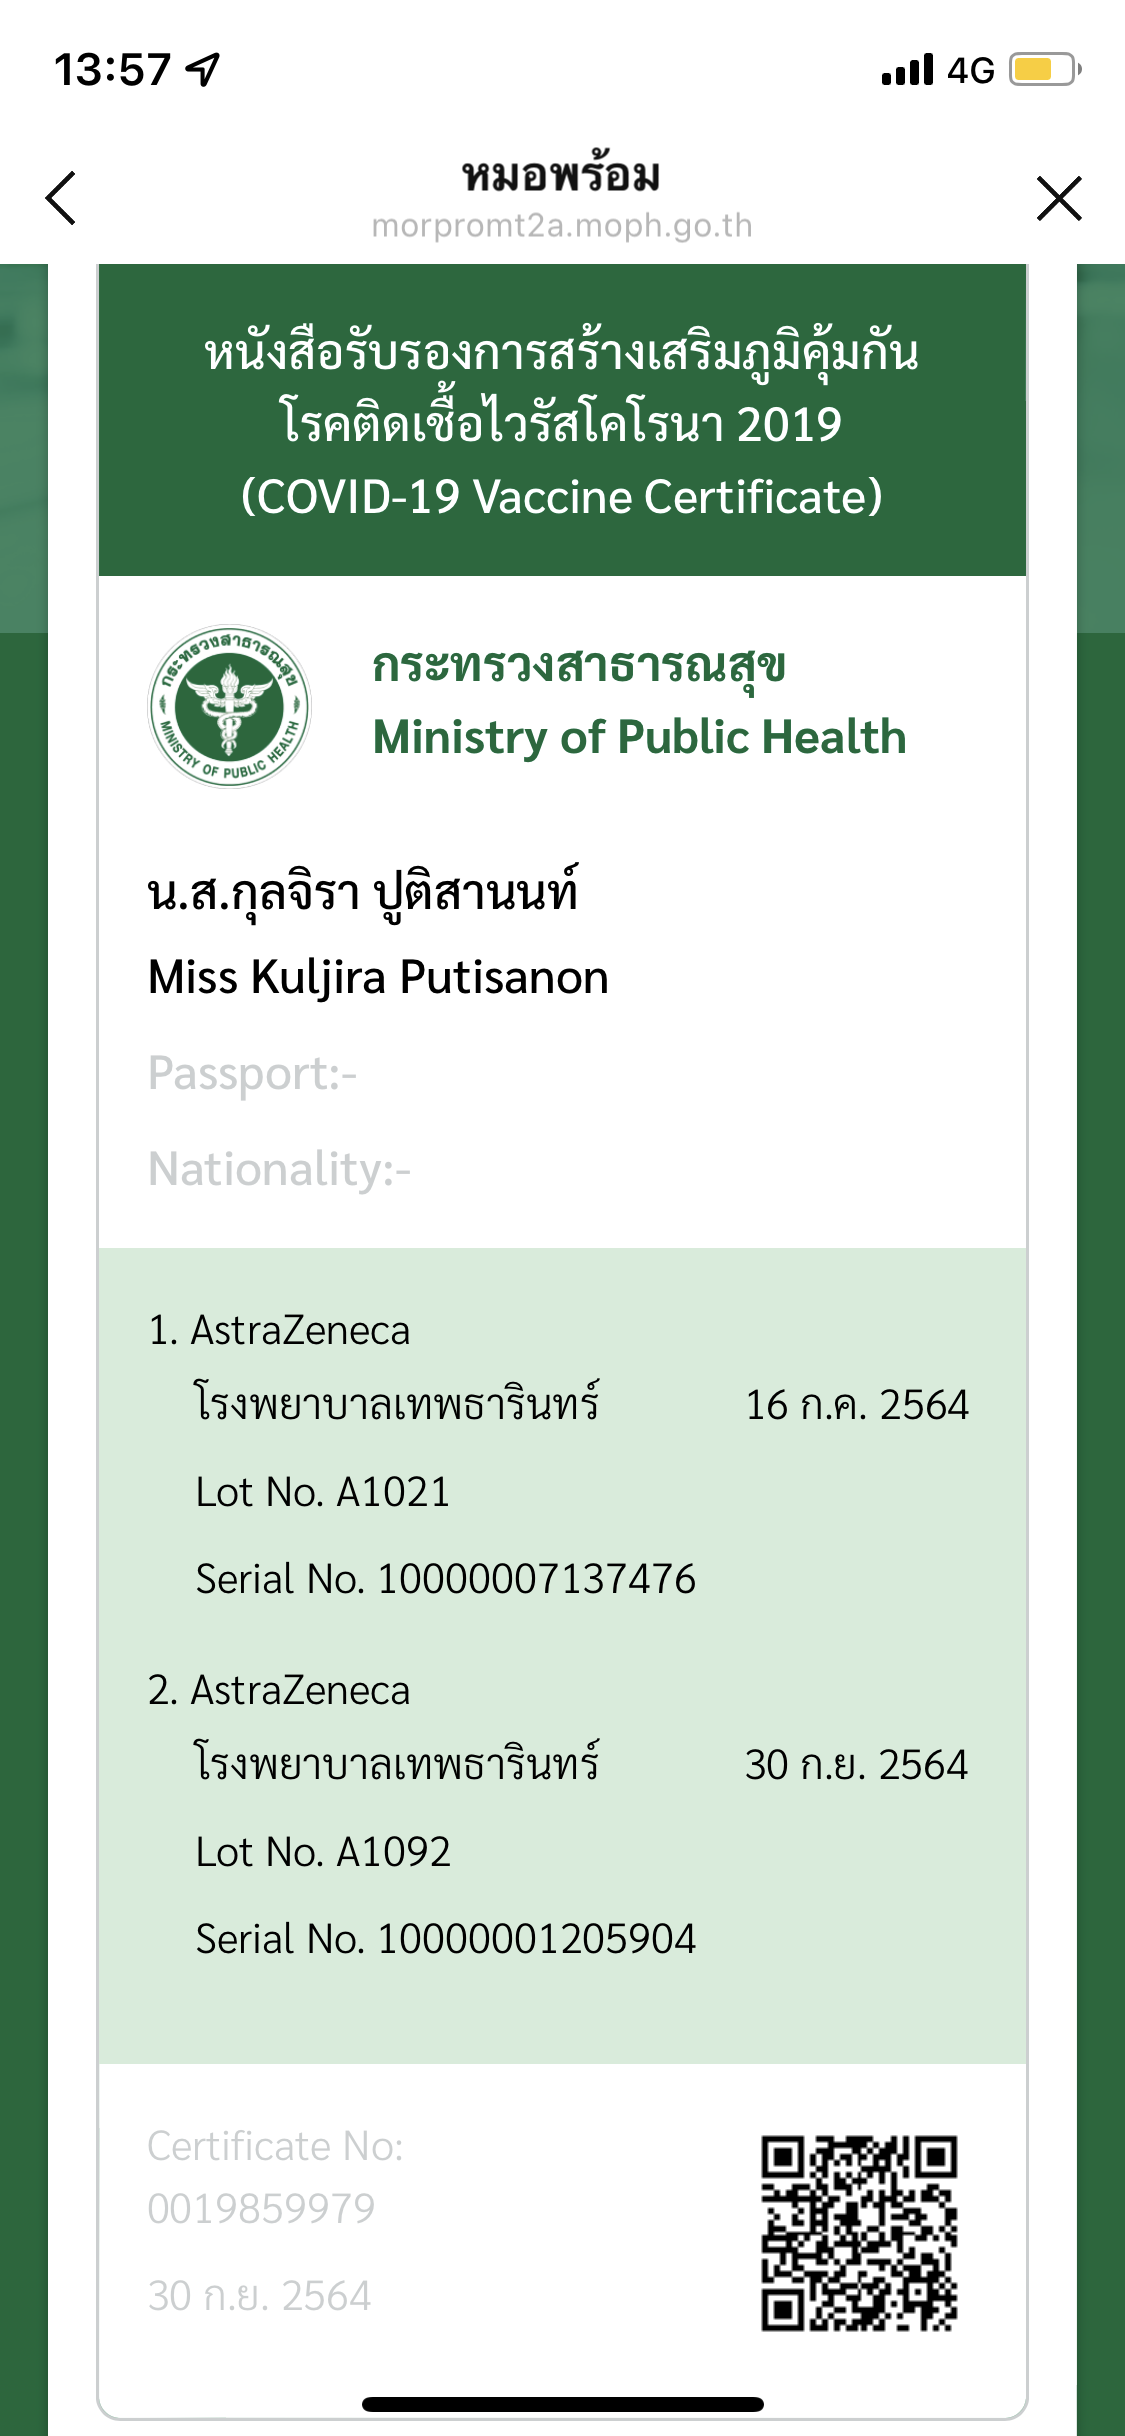 13:57
4G
หมอพร้อม
morpromt2a.moph.go.th
หนังสือรับรองการสร้างเสริมภูมิคุ้มกัน
โรคติดเชื้อไวรัสโคโรนา 2019
(COVID-19 Vaccine Certificate)
กระทรวงสาธารณสุข
MINISTRY OF PUBLIC HEALTH
กระทรวงสาธารณสุข
Ministry of Public Health
น.ส.กุลจิรา ปูติสานนท์
Miss Kuljira Putisanon
Passport:-
Nationality:-
1. AstraZeneca
โรงพยาบาลเทพธารินทร์ 16 ก.ค. 2564
Lot No. A1021
Serial No. 10000007137476
2. AstraZeneca
โรงพยาบาลเทพธารินทร์ 30 ก.ย. 2564
Lot No. A1092
Serial No. 10000001205904
Certificate No:
0019859979
30 ก.ย. 2564